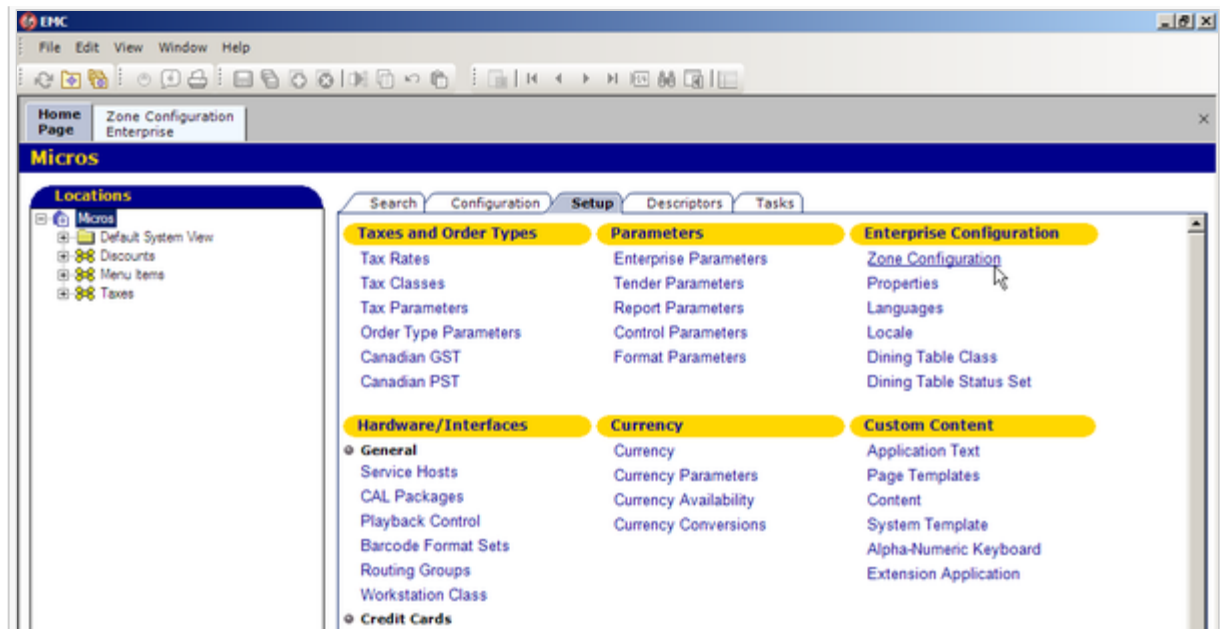 EMC
File Edit View Window Help
Home Page
Zone Configuration Enterprise
Micros
Locations
Micros
Default System View
Discounts
Menu Items
Taxes
Search Configuration Setup Descriptors Tasks
Taxes and Order Types
Tax Rates
Tax Classes
Tax Parameters
Order Type Parameters
Canadian GST
Canadian PST
Parameters
Enterprise Parameters
Tender Parameters
Report Parameters
Control Parameters
Format Parameters
Enterprise Configuration
Zone Configuration
Properties
Languages
Locale
Dining Table Class
Dining Table Status Set
Hardware/Interfaces
General
Service Hosts
CAL Packages
Playback Control
Barcode Format Sets
Routing Groups
Workstation Class
Credit Cards
Currency
Currency
Currency Parameters
Currency Availability
Currency Conversions
Custom Content
Application Text
Page Templates
Content
System Template
Alpha-Numeric Keyboard
Extension Application